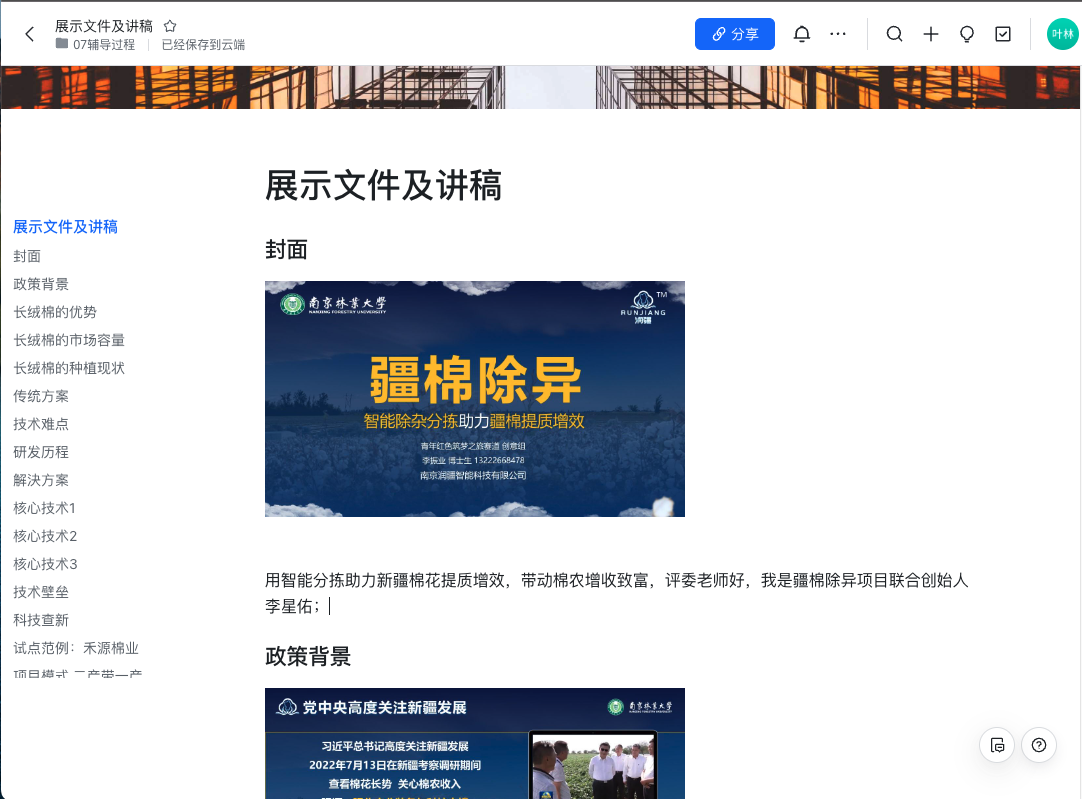 展示文件及讲稿
07辅导过程
已经保存到云端
分享
叶林
展示文件及讲稿
封面
政策背景
长绒棉的优势
长绒棉的市场容量
长绒棉的种植现状
传统方案
技术难点
研发历程
解决方案
核心技术1
核心技术2
核心技术3
技术壁垒
科技查新
试点范例：禾源棉业
项目模式 二产带一产
展示文件及讲稿
封面
南京林业大学
NANJING FORESTRY UNIVERSITY
TM
RUNJIANG
润疆
疆棉除异
智能除杂分拣助力疆棉提质增效
青年红色筑梦之旅赛道 创意组
李振业 博士生 13222668478
南京润疆智能科技有限公司
用智能分拣助力新疆棉花提质增效，带动棉农增收致富，评委老师好，我是疆棉除异项目联合创始人
李星佑；
政策背景
党中央高度关注新疆发展
南京林业大学
习近平总书记高度关注新疆发展
2022年7月13日在新疆考察调研期间
查看棉花长势 关心棉农收入